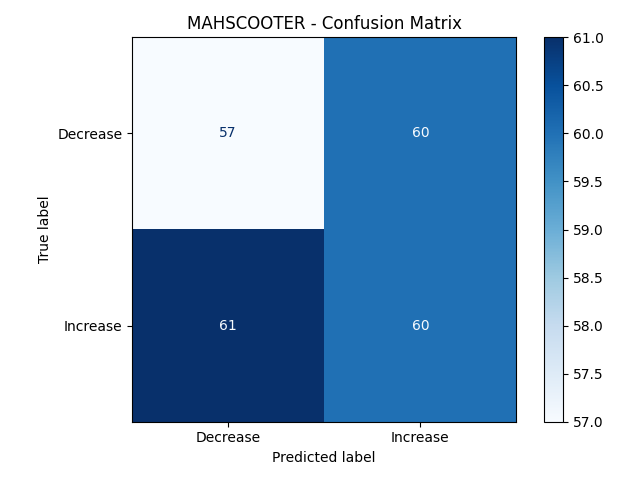 MAHSCOOTER - Confusion Matrix
True label
Decrease
57
60
Increase
61
60
Decrease
Increase
Predicted label
61.0
60.5
60.0
59.5
59.0
58.5
58.0
57.5
57.0